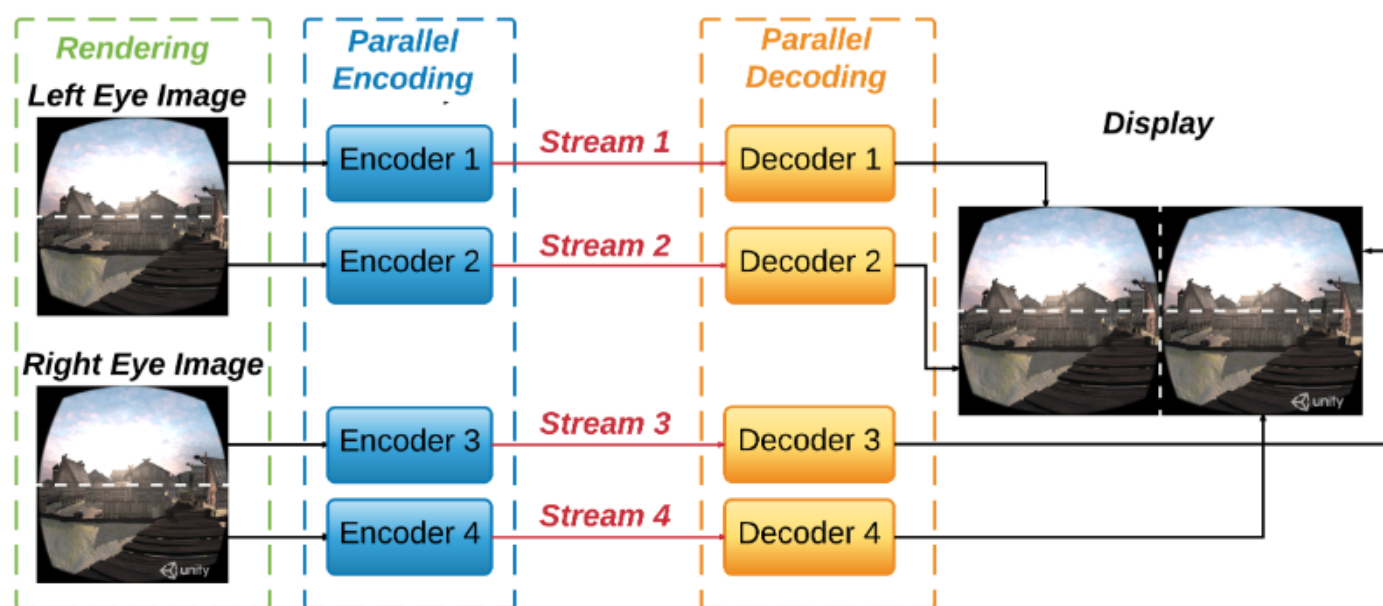 Rendering
Left Eye Image
Right Eye Image
unity
Parallel
Encoding
Encoder 1
Encoder 2
Encoder 3
Encoder 4
Stream 1
Stream 2
Stream 3
Stream 4
Parallel
Decoding
Decoder 1
Decoder 2
Decoder 3
Decoder 4
Display
unity